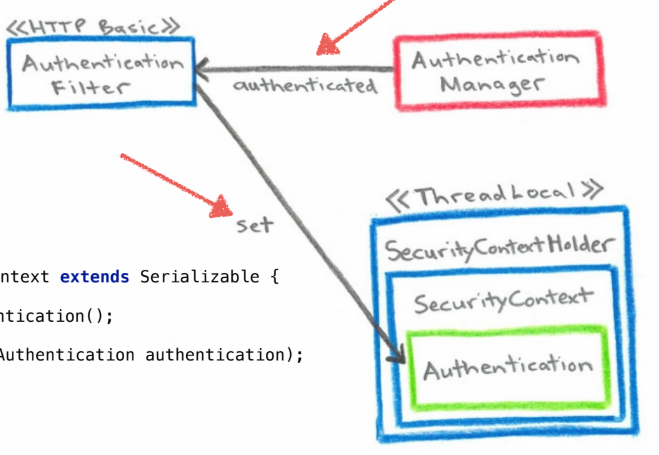 <<HTTP Basic>>
Authentication
Filter
authenticated
Authentication
Manager
set
<<ThreadLocal>>
SecurityContextHolder
SecurityContext
Authentication
ntext extends Serializable {
ntication();
Authentication authentication);